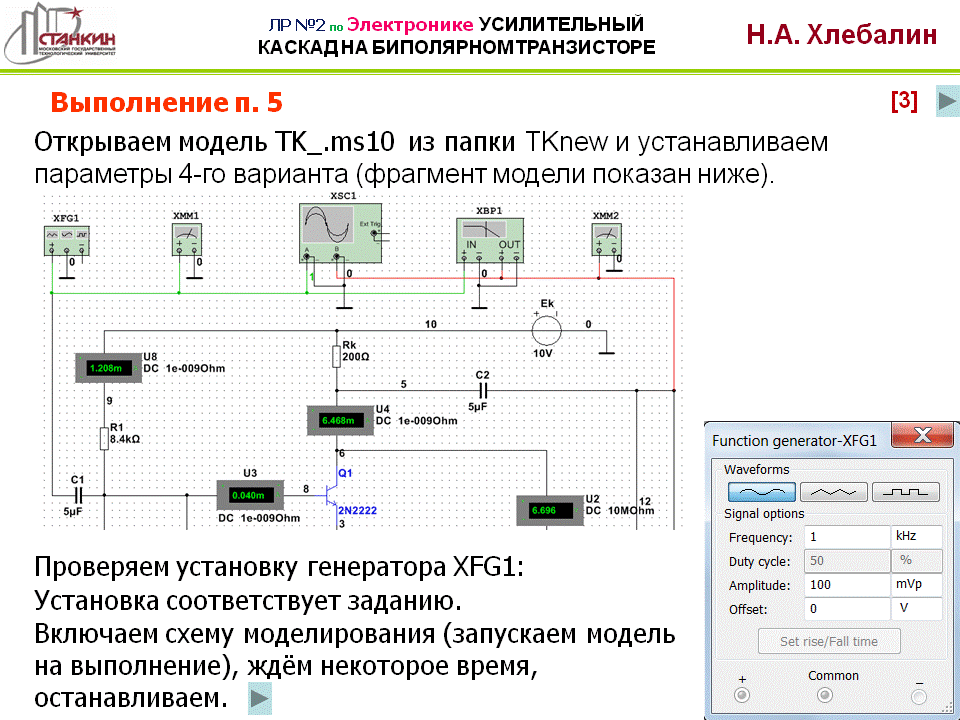 СТАНКИН
МОСКОВСКИЙ ГОСУДАРСТВЕННЫЙ
ТЕХНОЛОГИЧЕСКИЙ УНИВЕРСИТЕТ
ЛР №2 по Электронике УСИЛИТЕЛЬНЫЙ
КАСКАД НА БИПОЛЯРНОМТРАНЗИСТОРЕ
Н.А. Хлебалин
Выполнение п. 5
[3]
Открываем модель TK_.ms10 из папки TKnew и устанавливаем
параметры 4-го варианта (фрагмент модели показан ниже).
XFG1
XMM1
XSC1
XBP1
XMM2
Ext Trig
A
B
IN OUT
0
0
1
0
0
0
Ek
10
0
10V
Rk
200Ω
U8
1.208m
DC 1e-009Ohm
9
R1
8.4kΩ
5
C2
5µF
U4
6.468m
DC 1e-009Ohm
6
C1
5µF
U3
0.040m
DC 1e-009Ohm
8
Q1
2N2222
3
U2
6.696
DC 10MOhm
12
Function generator-XFG1
Waveforms
Signal options
Frequency: 1 kHz
Duty cycle: 50 %
Amplitude: 100 mVp
Offset: 0 V
Set rise/Fall time
+ Common −
Проверяем установку генератора XFG1:
Установка соответствует заданию.
Включаем схему моделирования (запускаем модель
на выполнение), ждём некоторое время,
останавливаем.